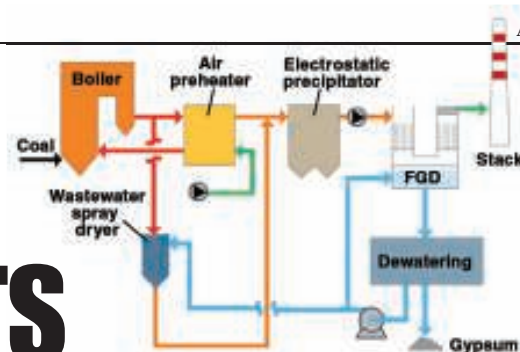 Boiler
Air
preheater
Electrostatic
precipitator
Coal
Stack
FGD
Wastewater
spray
dryer
Dewatering
Gypsum
TS